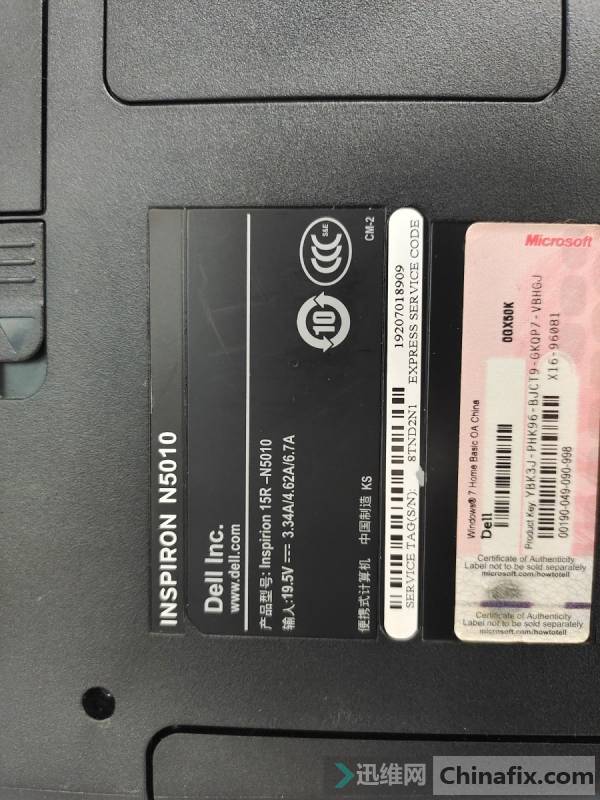 INSPIRON N5010
Dell Inc.
www.dell.com
产品型号: Inspirion 15R –N5010
输入:19.5V⎓ 3.34A/4.62A/6.7A
便携式计算机 中国制造 KS
10
CCC
S&E
CM-2
SERVICE TAG(S/N) 8TND2N1 EXPRESS SERVICE CODE 19207018909
Microsoft
Windows® 7 Home Basic OA China
Dell
0GX50K
Product Key: YBK3J-PHK96-BJCT9-GKQP7-VBHGJ
00190-049-090-998
X16-96081
Certificate of Authenticity
Label not to be sold separately
microsoft.com/howtotell
Certificate of Authenticity
Label not to be sold separately
microsoft.com/howtotell
迅维网 Chinafix.com